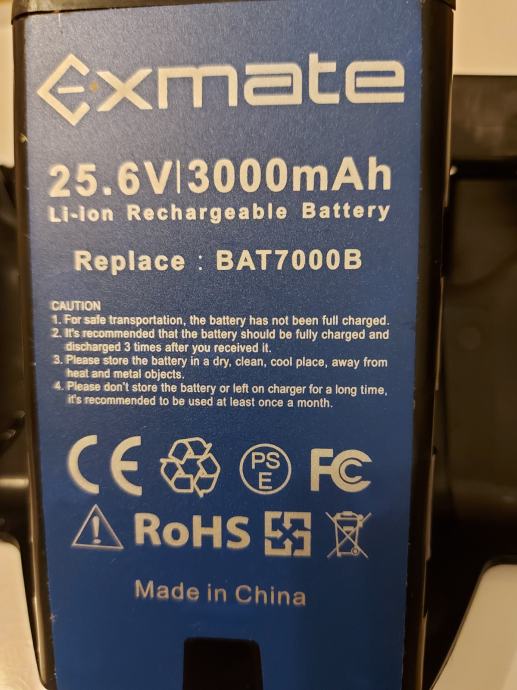 Exmate
25.6V|3000mAh
Li-ion Rechargeable Battery
Replace : BAT7000B
CAUTION
1. For safe transportation, the battery has not been full charged.
2. It's recommended that the battery should be fully charged and
discharged 3 times after you received it.
3. Please store the battery in a dry, clean, cool place, away from
heat and metal objects.
4. Please don't store the battery or left on charger for a long time,
it's recommended to be used at least once a month.
CE PS E FC
RoHS
Made in China